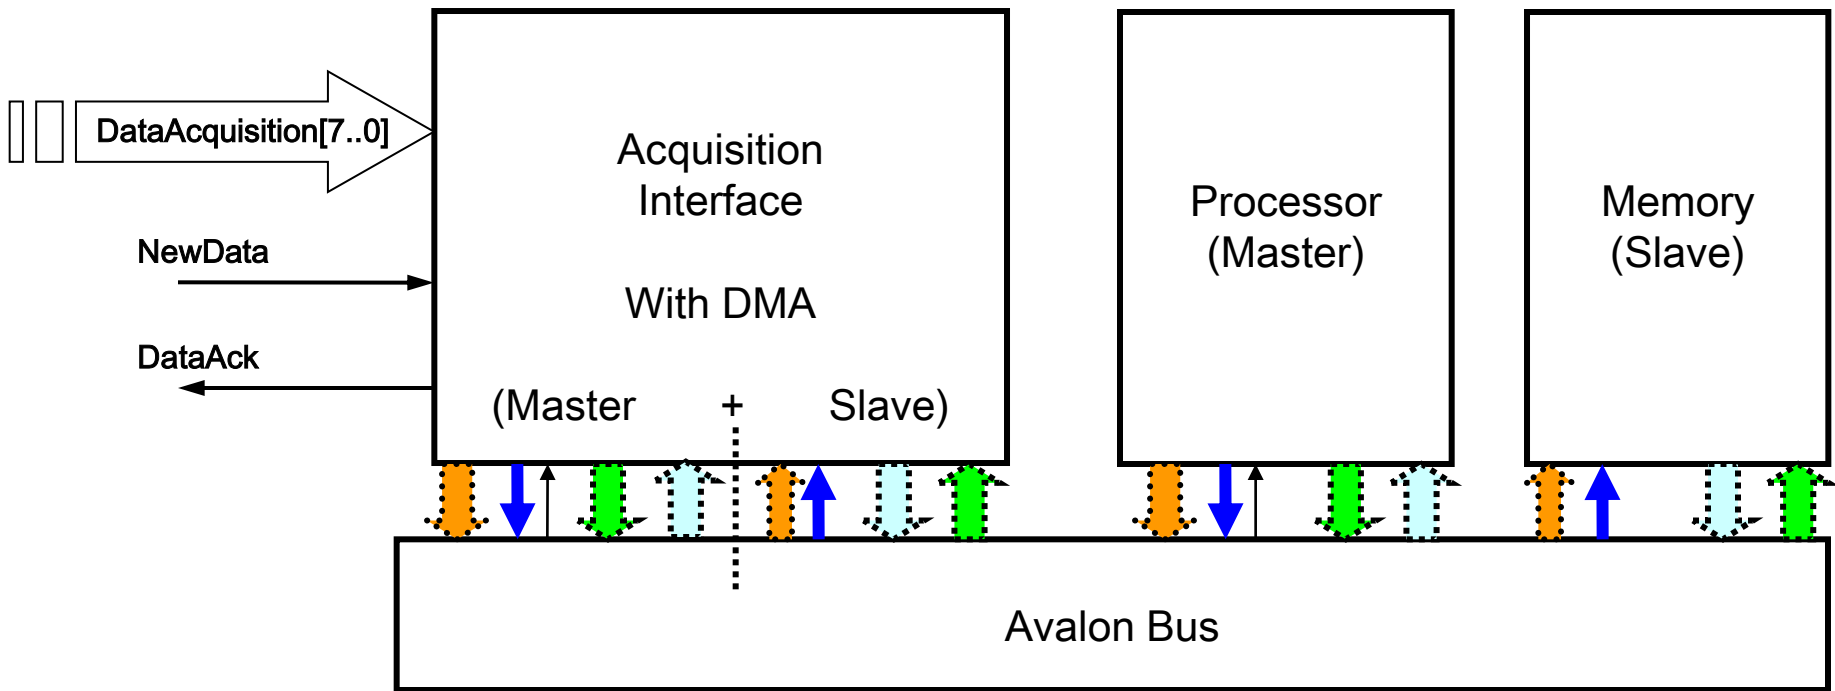 DataAcquisition[7..0]
NewData
DataAck
Acquisition
Interface
With DMA
(Master + Slave)
Processor
(Master)
Memory
(Slave)
Avalon Bus